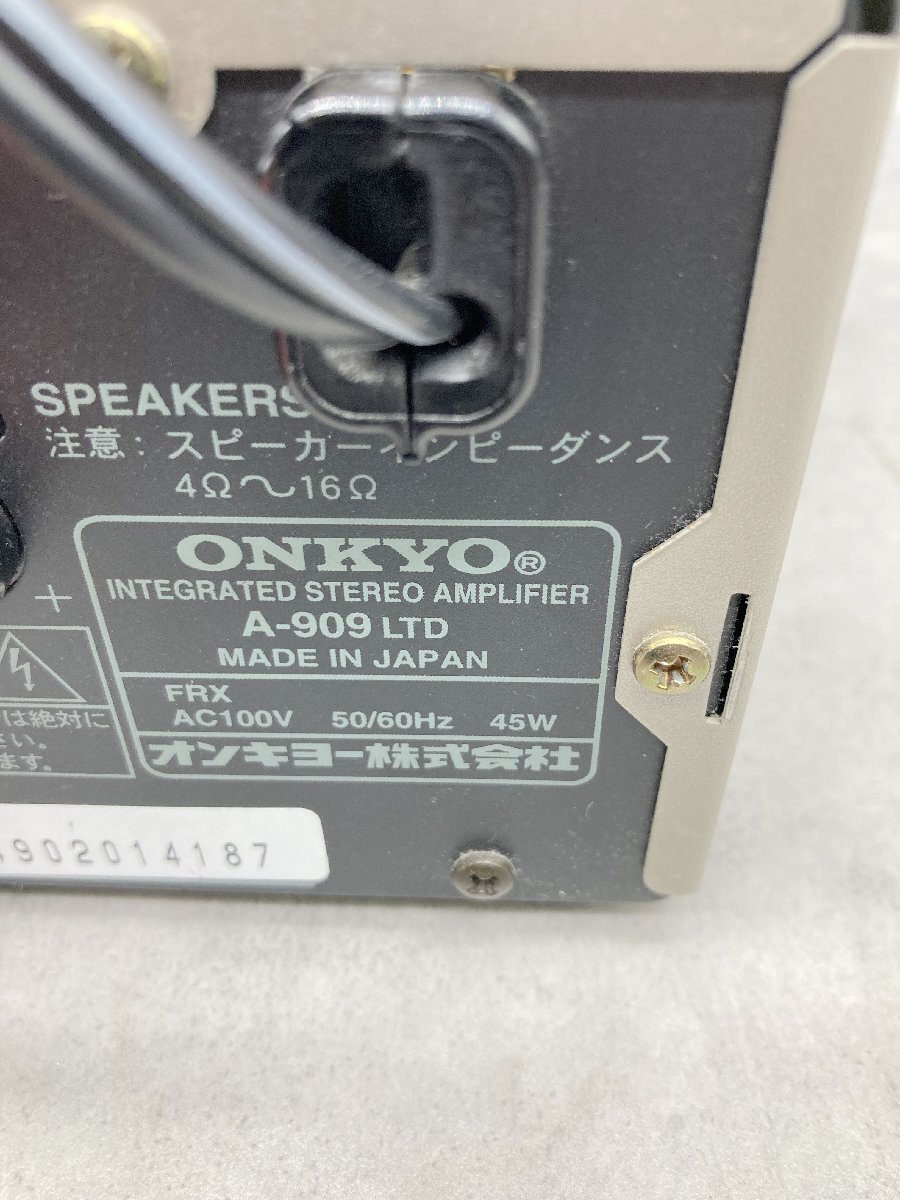 SPEAKERS
注意：スピーカーインピーダンス
4Ω〜16Ω
+
ONKYO®
INTEGRATED STEREO AMPLIFIER
A-909 LTD
MADE IN JAPAN
FRX
AC100V 50/60Hz 45W
オンキヨー株式会社
は絶対に
さい。
ます。
902014187